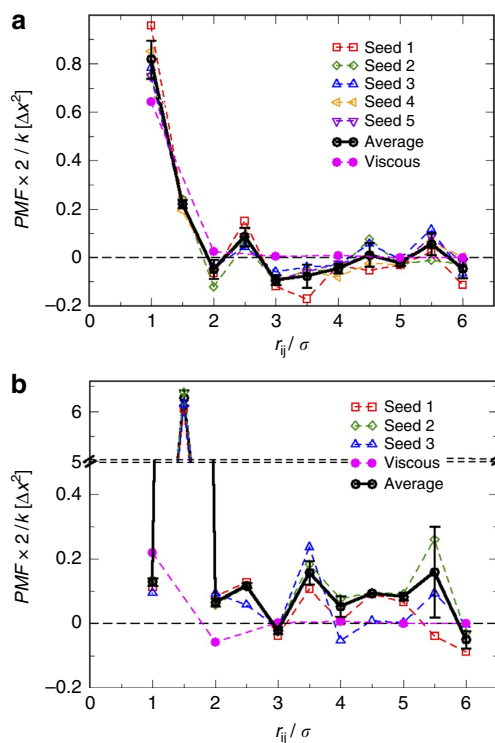 a
PMF × 2 / k [Δx²]
0.8
0.6
0.4
0.2
0
−0.2
Seed 1
Seed 2
Seed 3
Seed 4
Seed 5
Average
Viscous
0 1 2 3 4 5 6
r_ij / σ
b
PMF × 2 / k [Δx²]
6
5
0.4
0.2
0
−0.2
Seed 1
Seed 2
Seed 3
Viscous
Average
0 1 2 3 4 5 6
r_ij / σ